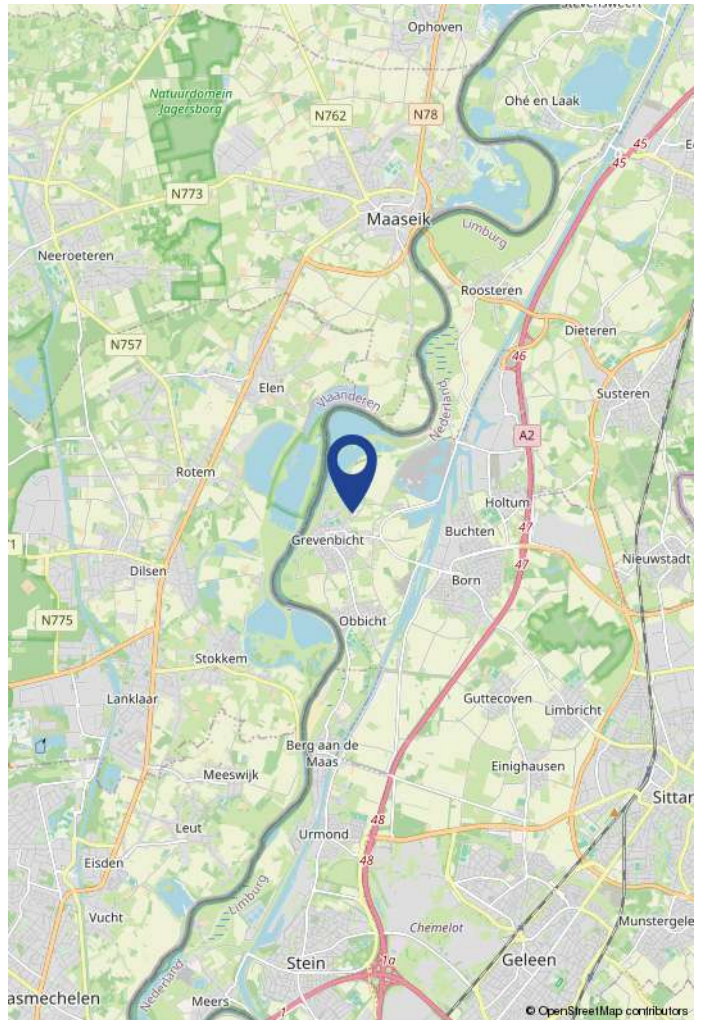 Stevensweert
Ophoven
Natuurdomein
Jagersborg
Ohé en Laak
N762
N78
45
45
N773
Maaseik
Limburg
Neeroeteren
Roosteren
Dieteren
N757
46
Elen
Vlaanderen
Nederland
Susteren
A2
Rotem
Holtum
Grevenbicht
Buchten
47
47
Nieuwstadt
Dilsen
Born
N775
Obbicht
Stokkem
Lanklaar
Guttecoven
Limbricht
Berg aan de
Maas
Meeswijk
Einighausen
Sittar
48
Leut
Urmond
48
Eisden
Limburg
Vucht
Chemelot
Munstergele
Stein
1a
Geleen
Nederland
asmechelen
Meers
1
© OpenStreetMap contributors